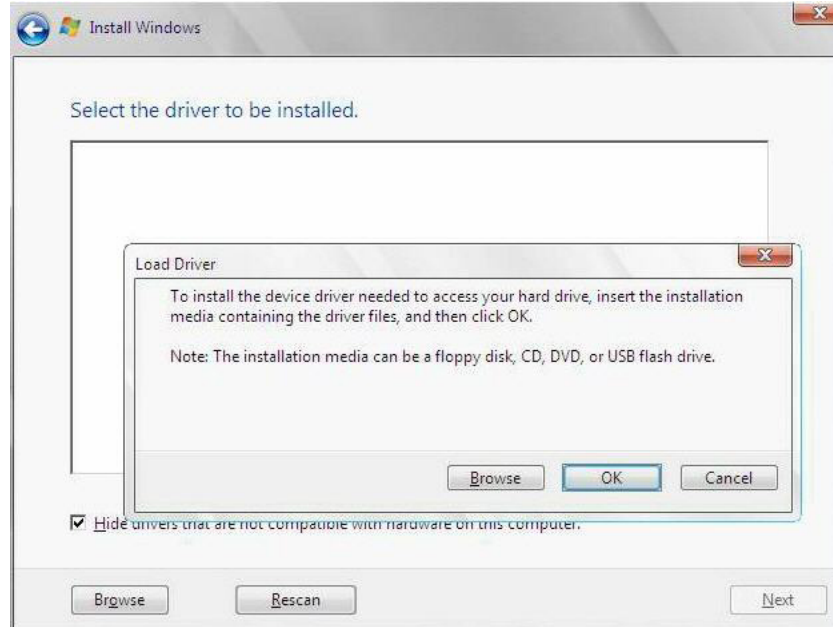 Install Windows
Select the driver to be installed.
Load Driver
To install the device driver needed to access your hard drive, insert the installation
media containing the driver files, and then click OK.
Note: The installation media can be a floppy disk, CD, DVD, or USB flash drive.
Browse OK Cancel
Hide drivers that are not compatible with hardware on this computer.
Browse Rescan Next